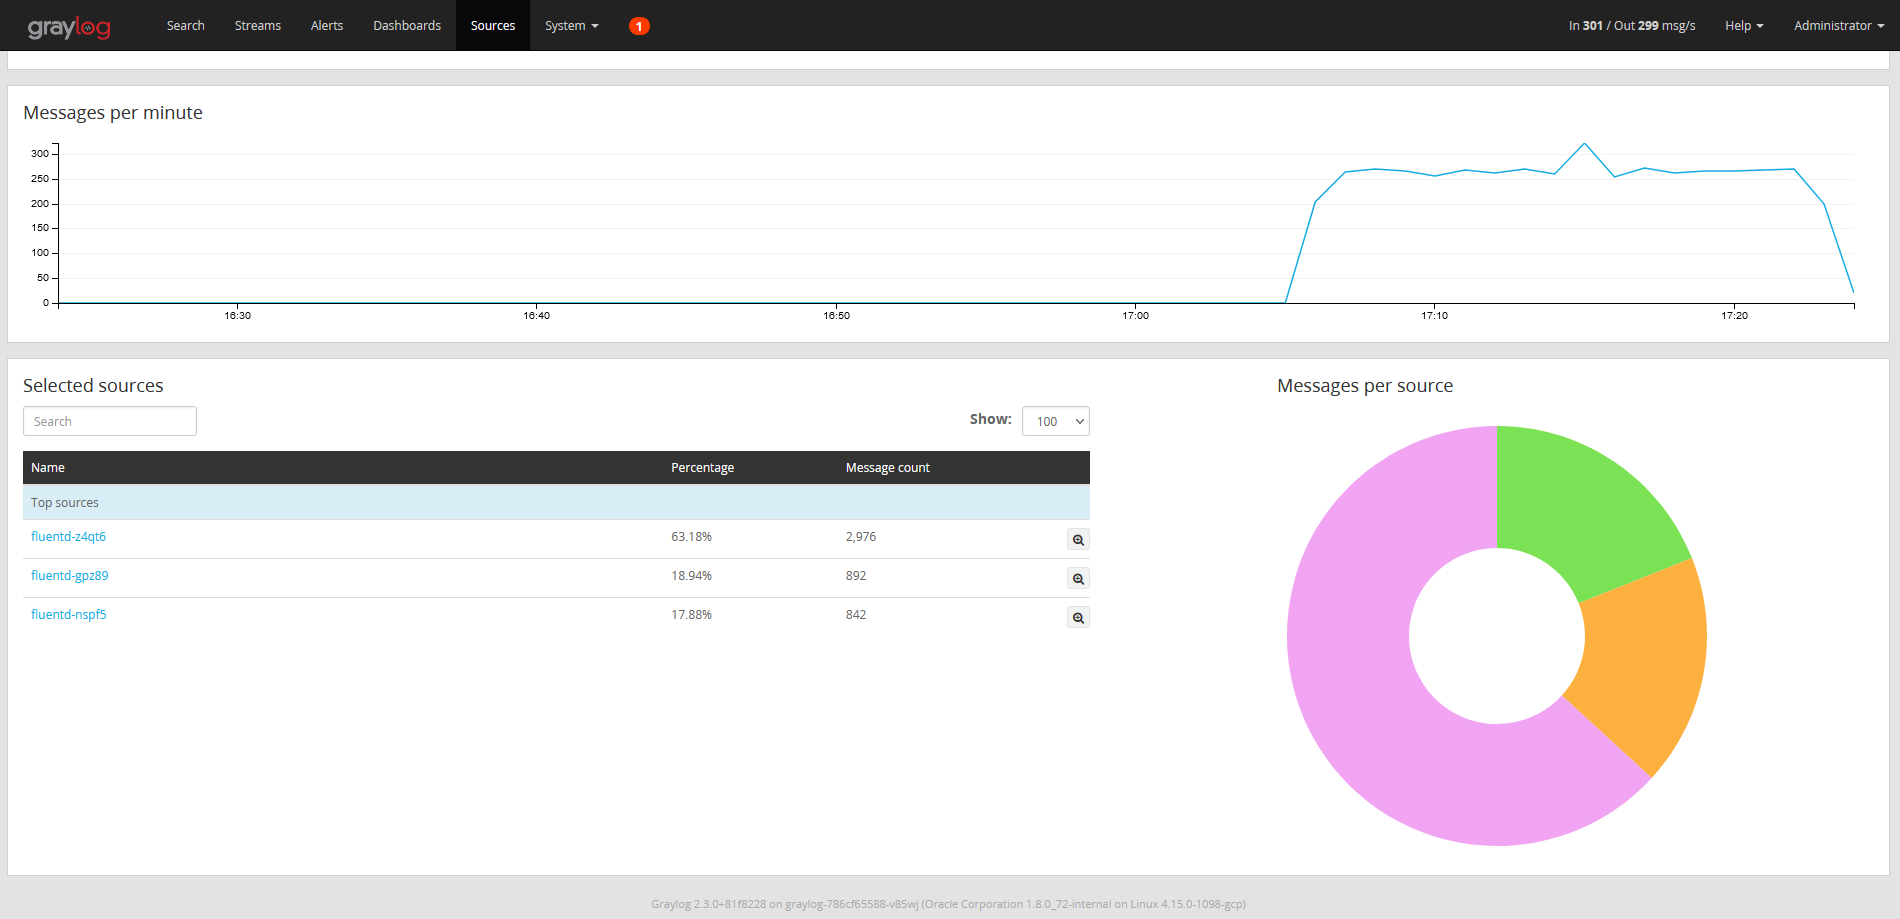 graylog Search Streams Alerts Dashboards Sources System 1 In 301 / Out 299 msg/s Help Administrator
Messages per minute
300
250
200
150
100
50
0
16:30 16:40 16:50 17:00 17:10 17:20
Selected sources
Search Show: 100
Name Percentage Message count
Top sources
fluentd-z4qt6 63.18% 2,976
fluentd-gpz89 18.94% 892
fluentd-nspf5 17.88% 842
Messages per source
Graylog 2.3.0+81f8228 on graylog-786cf65588-v85wj (Oracle Corporation 1.8.0_72-internal on Linux 4.15.0-1098-gcp)